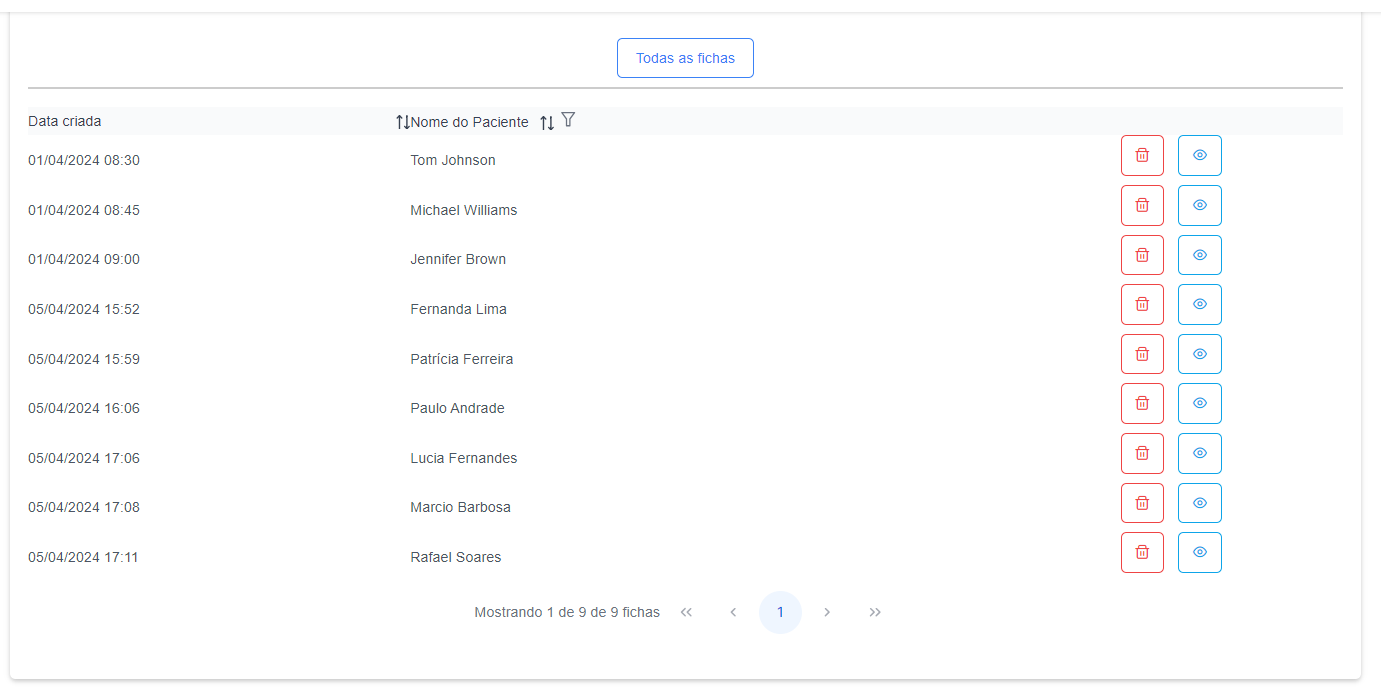 Todas as fichas
Data criada Nome do Paciente
01/04/2024 08:30 Tom Johnson
01/04/2024 08:45 Michael Williams
01/04/2024 09:00 Jennifer Brown
05/04/2024 15:52 Fernanda Lima
05/04/2024 15:59 Patrícia Ferreira
05/04/2024 16:06 Paulo Andrade
05/04/2024 17:06 Lucia Fernandes
05/04/2024 17:08 Marcio Barbosa
05/04/2024 17:11 Rafael Soares
Mostrando 1 de 9 de 9 fichas 1